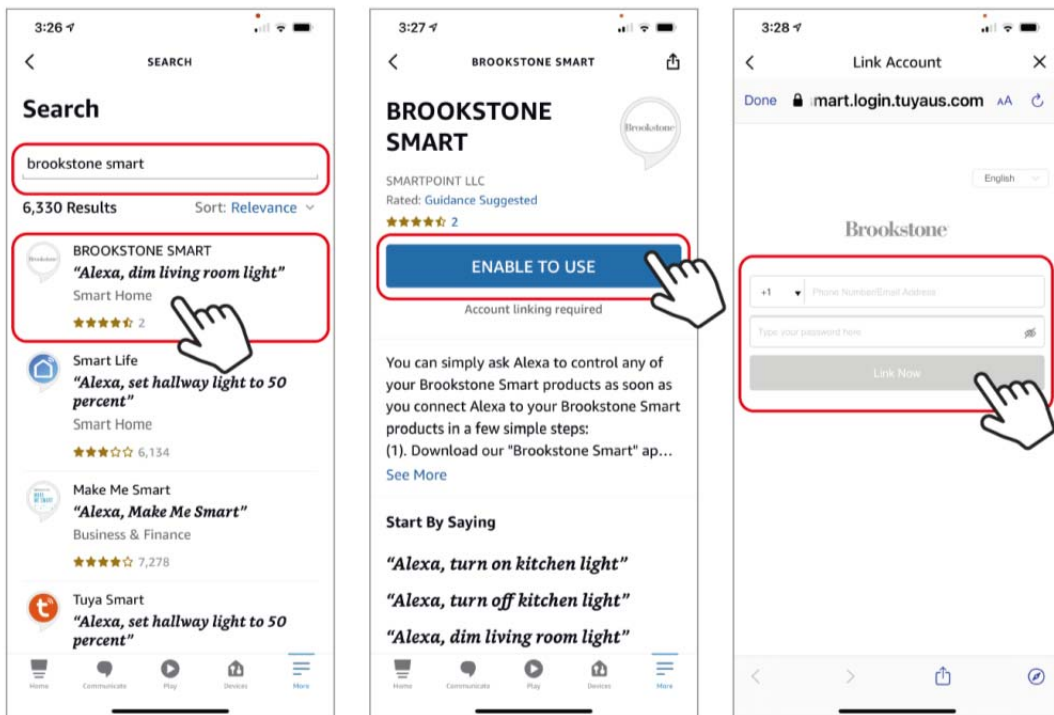 3:26
SEARCH
Search
brookstone smart
6,330 Results
Sort: Relevance
Brookstone
BROOKSTONE SMART
“Alexa, dim living room light”
Smart Home
2
Smart Life
“Alexa, set hallway light to 50
percent”
Smart Home
6,134
Make Me Smart
“Alexa, Make Me Smart”
Business & Finance
7,278
Tuya Smart
“Alexa, set hallway light to 50
percent”
Home
Communicate
Play
Devices
More
3:27
BROOKSTONE SMART
BROOKSTONE
SMART
Brookstone
SMARTPOINT LLC
Rated: Guidance Suggested
2
ENABLE TO USE
Account linking required
You can simply ask Alexa to control any of
your Brookstone Smart products as soon as
you connect Alexa to your Brookstone Smart
products in a few simple steps:
(1). Download our "Brookstone Smart" ap...
See More
Start By Saying
“Alexa, turn on kitchen light”
“Alexa, turn off kitchen light”
“Alexa, dim living room light”
Home
Communicate
Play
Devices
More
3:28
Link Account
Done
mart.login.tuyaus.com
AA
English
Brookstone
+1
Phone Number/Email Address
Type your password here
Link Now